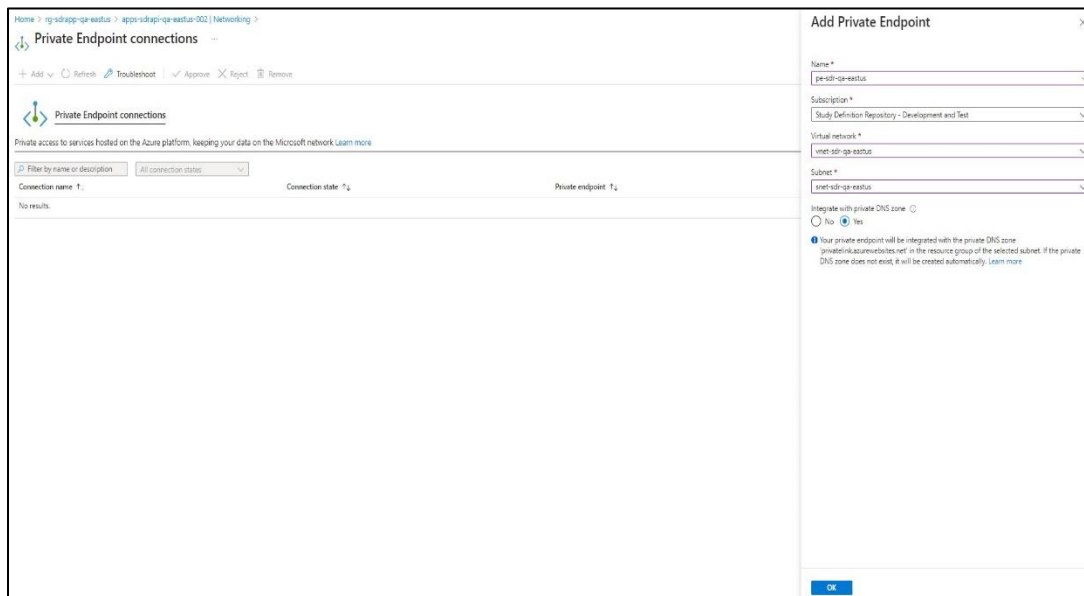 Home > rg-sdrapp-qa-eastus > apps-sdrapi-qa-eastus-002 | Networking >
Private Endpoint connections ...
+ Add Refresh Troubleshoot Approve Reject Remove
Private Endpoint connections
Private access to services hosted on the Azure platform, keeping your data on the Microsoft network Learn more
Filter by name or description All connection states
Connection name ↑↓ Connection state ↑↓ Private endpoint ↑↓
No results.
Add Private Endpoint
Name *
pe-sdr-qa-eastus
Subscription *
Study Definition Repository - Development and Test
Virtual network *
vnet-sdr-qa-eastus
Subnet *
snet-sdr-qa-eastus
Integrate with private DNS zone
No Yes
Your private endpoint will be integrated with the private DNS zone
'privatelink.azurewebsites.net' in the resource group of the selected subnet. If the private
DNS zone does not exist, it will be created automatically. Learn more
OK